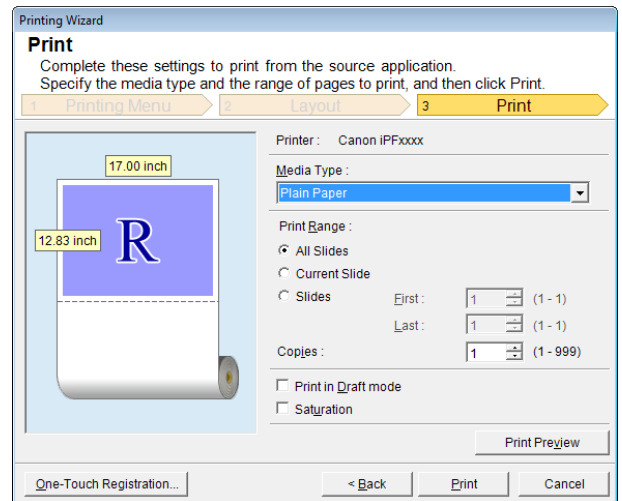 Printing Wizard
Print
Complete these settings to print from the source application.
Specify the media type and the range of pages to print, and then click Print.
1 Printing Menu 2 Layout 3 Print
17.00 inch
12.83 inch
R
Printer : Canon iPFxxxx
Media Type :
Plain Paper
Print Range :
All Slides
Current Slide
Slides First : 1 (1 - 1)
Last : 1 (1 - 1)
Copies : 1 (1 - 999)
Print in Draft mode
Saturation
Print Preview
One-Touch Registration... < Back Print Cancel